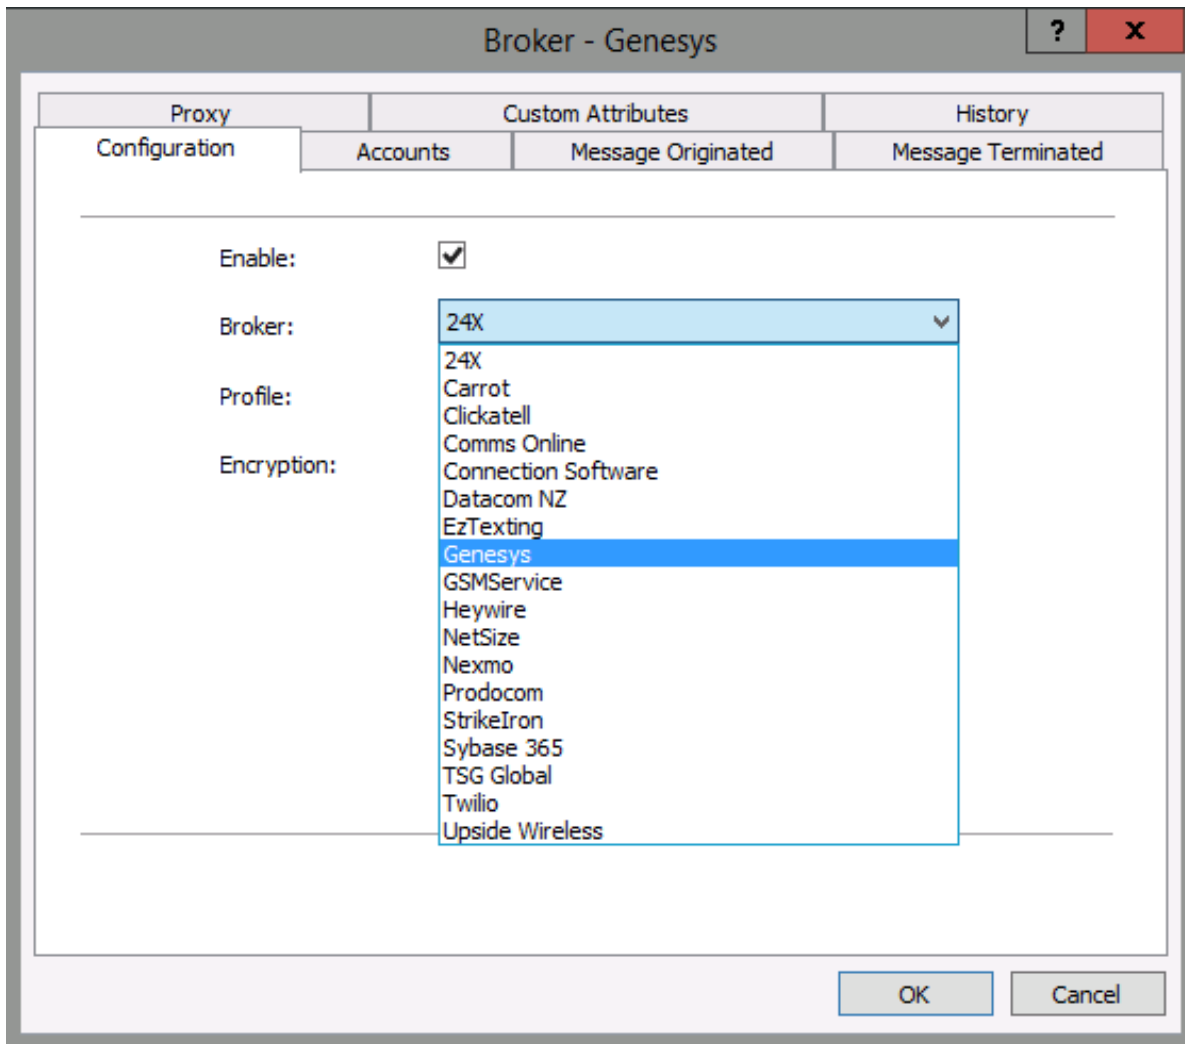 Broker - Genesys
?
x
Proxy
Custom Attributes
History
Configuration
Accounts
Message Originated
Message Terminated
Enable:
Broker:
24X
24X
Carrot
Clickatell
Comms Online
Connection Software
Datacom NZ
EzTexting
Genesys
GSMService
Heywire
NetSize
Nexmo
Prodocom
StrikeIron
Sybase 365
TSG Global
Twilio
Upside Wireless
Profile:
Encryption:
OK
Cancel